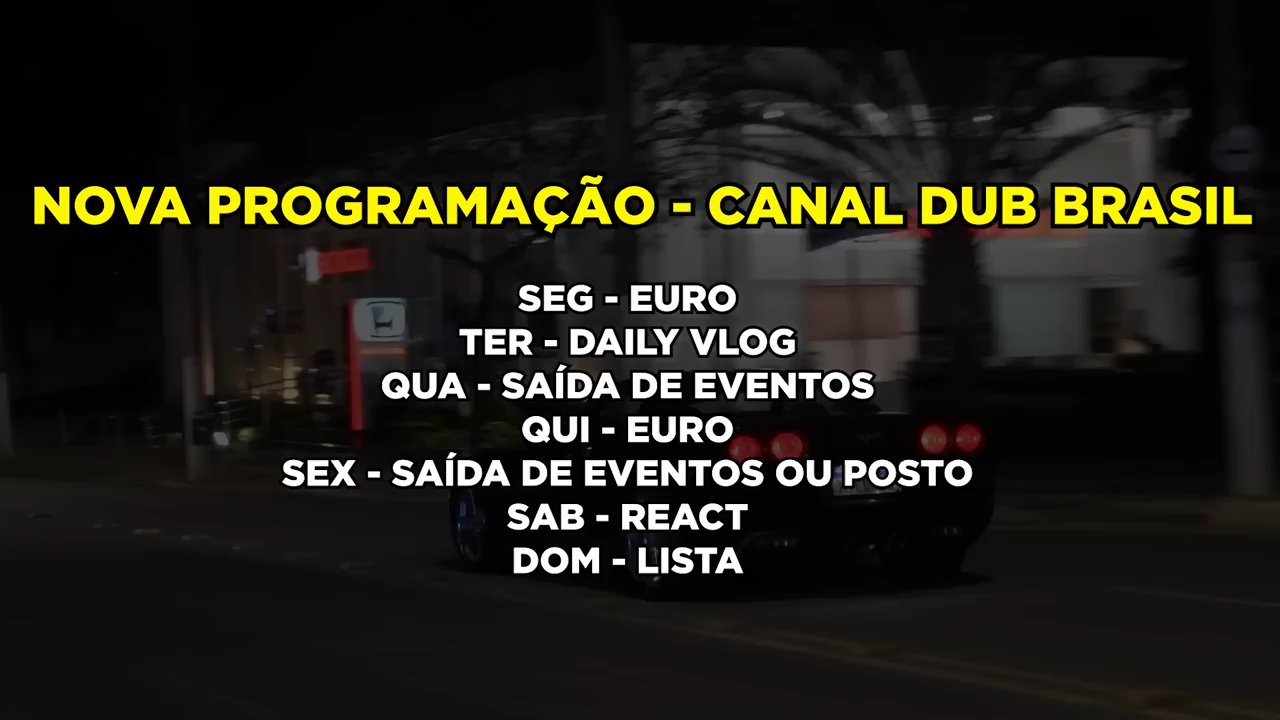 NOVA PROGRAMAÇÃO - CANAL DUB BRASIL
SEG - EURO
TER - DAILY VLOG
QUA - SAÍDA DE EVENTOS
QUI - EURO
SEX - SAÍDA DE EVENTOS OU POSTO
SAB - REACT
DOM - LISTA